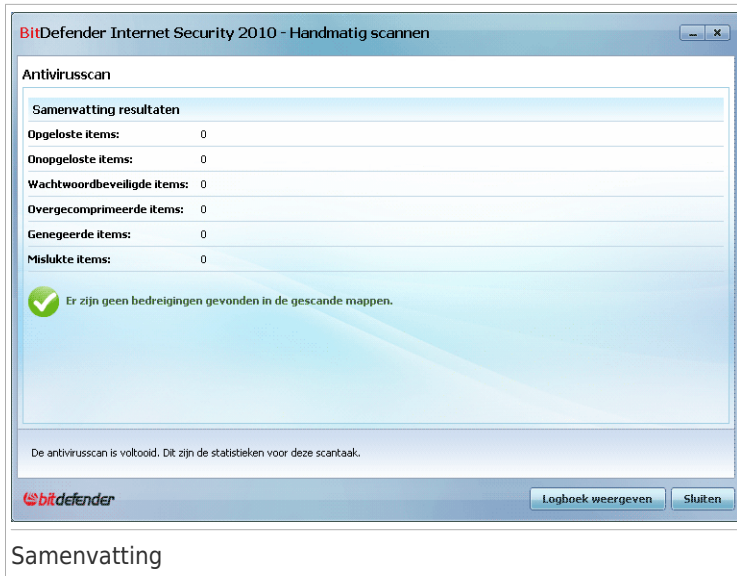 BitDefender Internet Security 2010 - Handmatig scannen
Antivirusscan
Samenvatting resultaten
Opgeloste items: 0
Onopgeloste items: 0
Wachtwoordbeveiligde items: 0
Overgecomprimeerde items: 0
Genegeerde items: 0
Mislukte items: 0
Er zijn geen bedreigingen gevonden in de gescande mappen.
De antivirusscan is voltooid. Dit zijn de statistieken voor deze scantaak.
bitdefender
Logboek weergeven Sluiten
Samenvatting